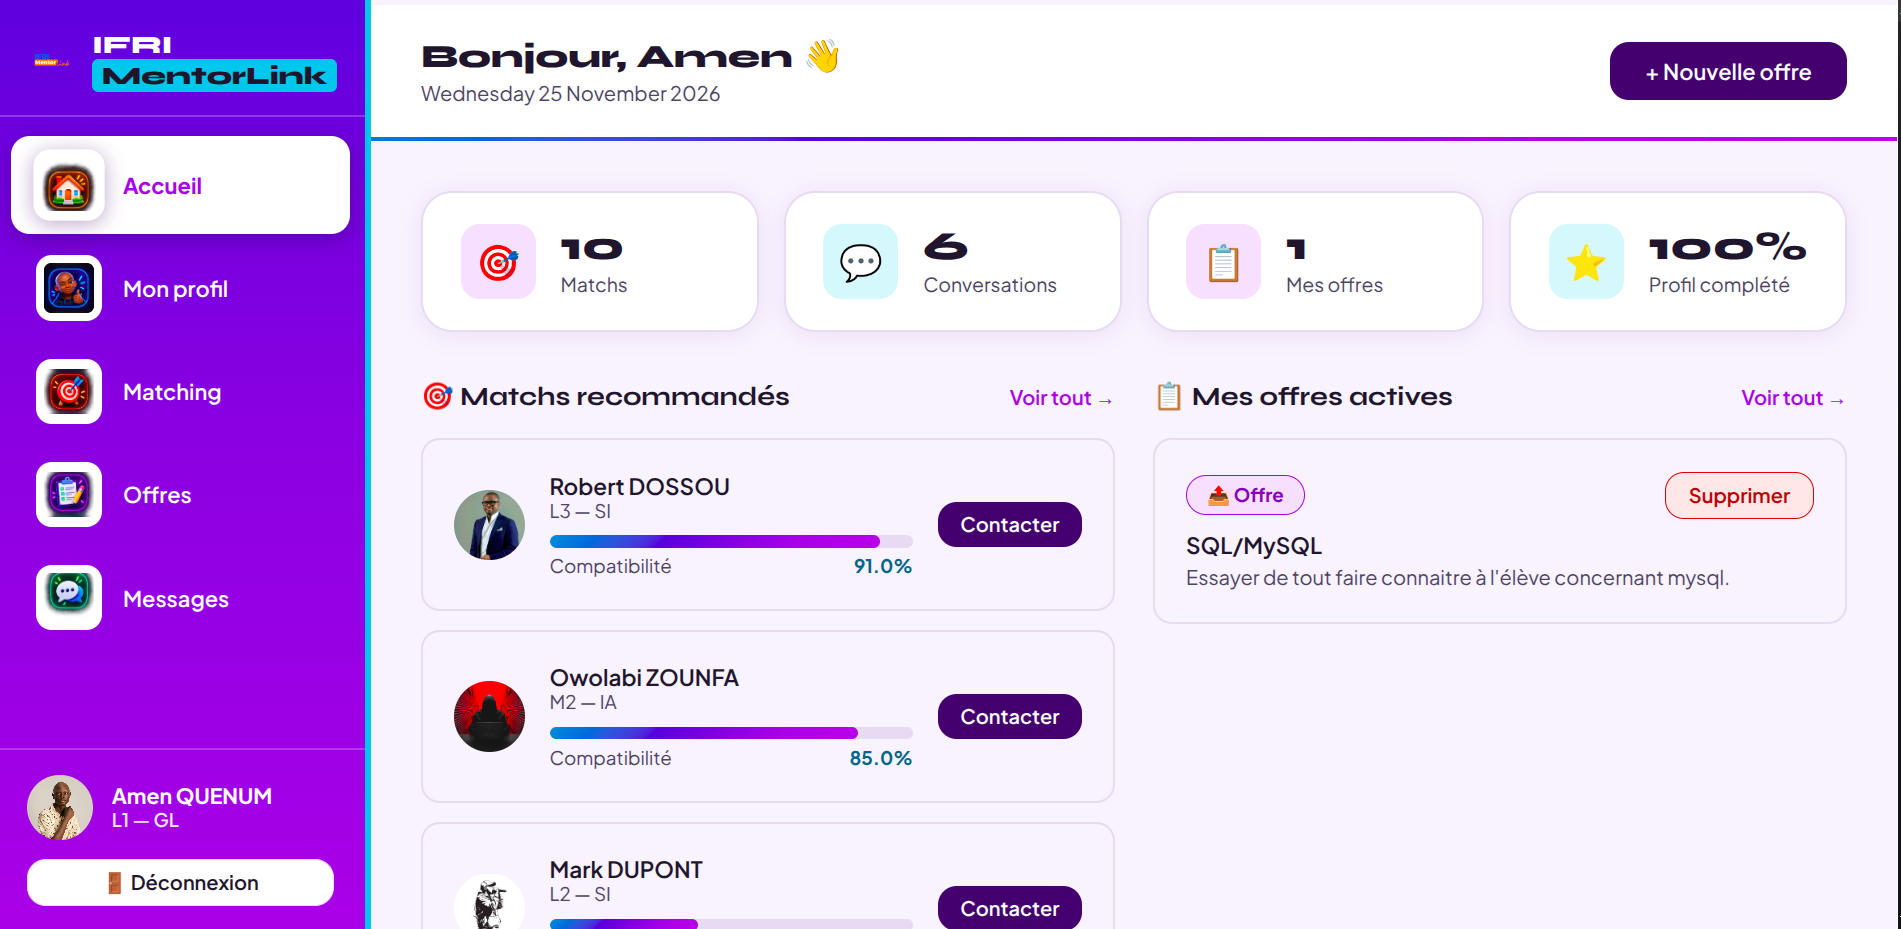 IFRI
MentorLink
Accueil
Mon profil
Matching
Offres
Messages
Amen QUENUM
L1 — GL
🚪 Déconnexion
Bonjour, Amen 👋
Wednesday 25 November 2026
+ Nouvelle offre
10
Matchs
6
Conversations
1
Mes offres
100%
Profil complété
🎯 Matchs recommandés
Voir tout →
Robert DOSSOU
L3 — SI
Compatibilité 91.0%
Contacter
Owolabi ZOUNFA
M2 — IA
Compatibilité 85.0%
Contacter
Mark DUPONT
L2 — SI
Contacter
📋 Mes offres actives
Voir tout →
📤 Offre
Supprimer
SQL/MySQL
Essayer de tout faire connaitre à l'élève concernant mysql.